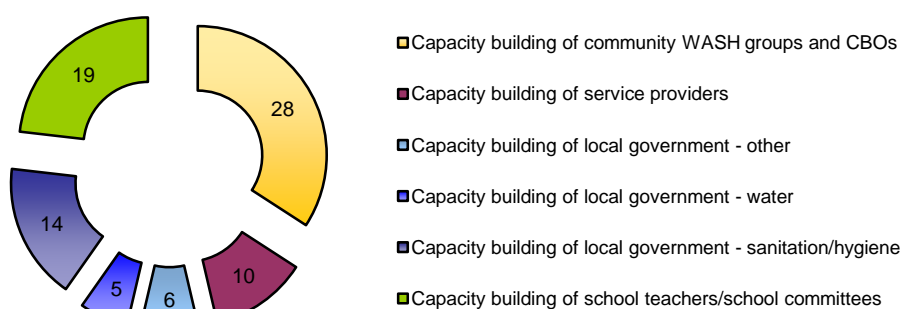 19
28
14
5
6
10
Capacity building of community WASH groups and CBOs
Capacity building of service providers
Capacity building of local government - other
Capacity building of local government - water
Capacity building of local government - sanitation/hygiene
Capacity building of school teachers/school committees